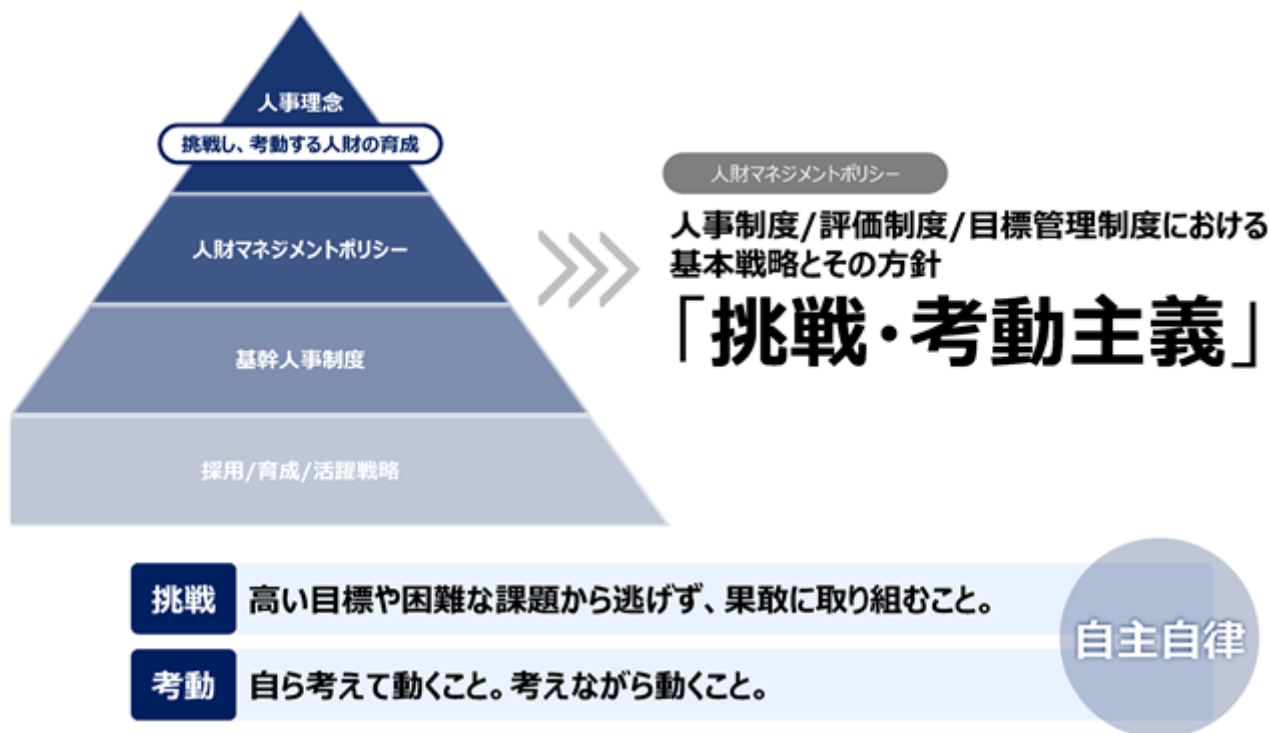 人事理念
挑戦し、考動する人財の育成
人財マネジメントポリシー
基幹人事制度
採用/育成/活躍戦略
人財マネジメントポリシー
人事制度/評価制度/目標管理制度における
基本戦略とその方針
「挑戦・考動主義」
挑戦 高い目標や困難な課題から逃げず、果敢に取り組むこと。
考動 自ら考えて動くこと。考えながら動くこと。
自主自律